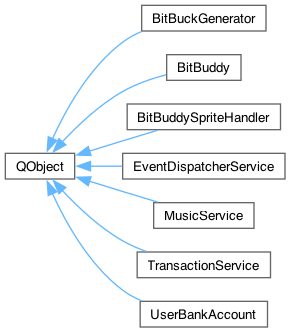 BitBuckGenerator
BitBuddy
BitBuddySpriteHandler
QObject
EventDispatcherService
MusicService
TransactionService
UserBankAccount